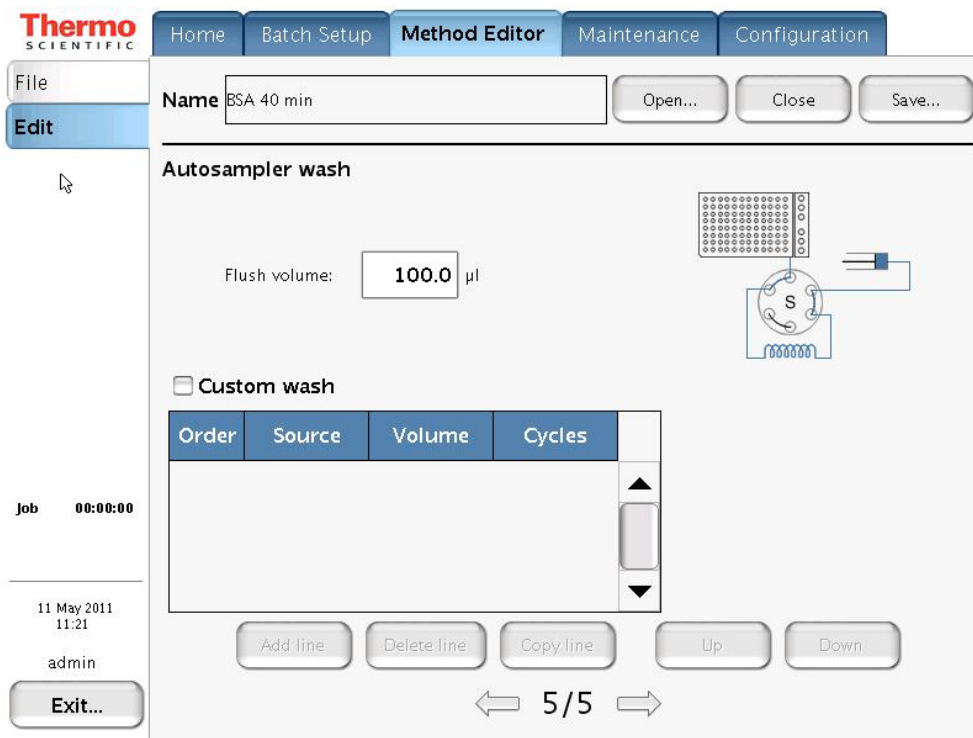 Thermo
SCIENTIFIC
Home
Batch Setup
Method Editor
Maintenance
Configuration
File
Edit
Name BSA 40 min
Open...
Close
Save...
Autosampler wash
Flush volume: 100.0 µl
S
Custom wash
Order Source Volume Cycles
Job 00:00:00
11 May 2011
11:21
admin
Exit...
Add line
Delete line
Copy line
Up
Down
5/5